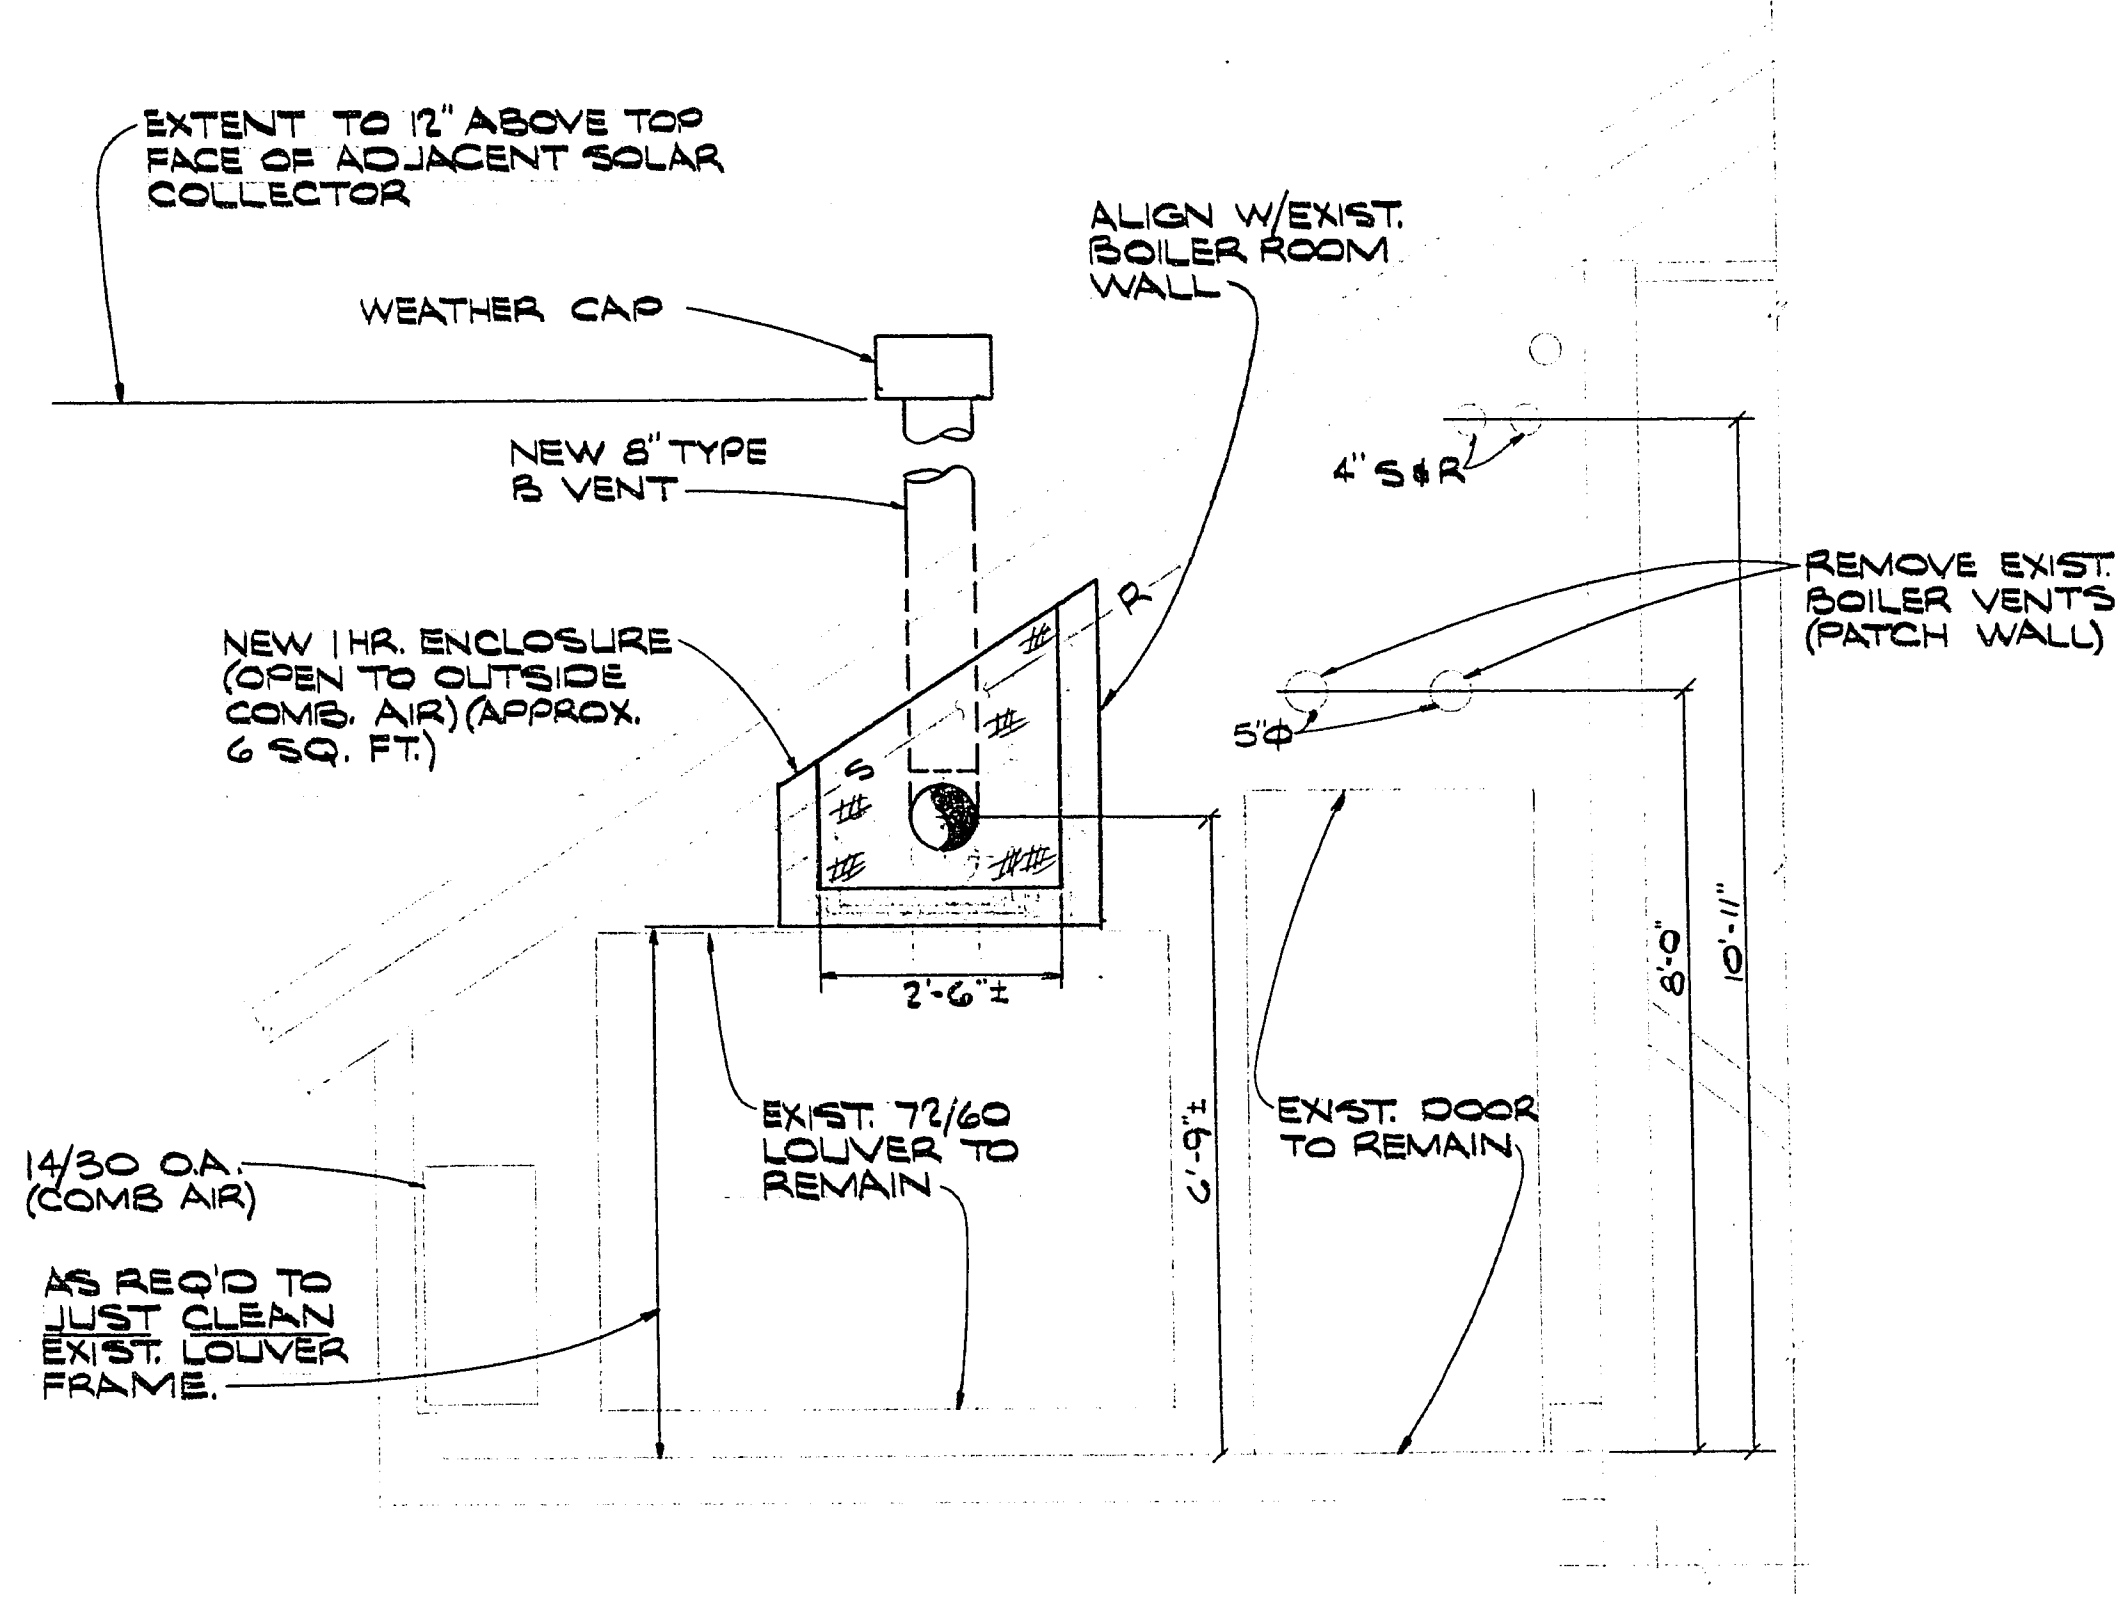 EXTENT TO 12" ABOVE TOP
FACE OF ADJACENT SOLAR
COLLECTOR
ALIGN W/EXIST.
BOILER ROOM
WALL
WEATHER CAP
NEW 8" TYPE
B VENT
4" S & R
REMOVE EXIST.
BOILER VENTS
(PATCH WALL)
NEW 1 HR. ENCLOSURE
(OPEN TO OUTSIDE
COMB. AIR) (APPROX.
6 SQ. FT.)
R
S
5"Φ
2'-6"±
6'-9"±
8'-0"
10'-11"
EXIST. 72/60
LOUVER TO
REMAIN
EXIST. DOOR
TO REMAIN
14/30 O.A.
(COMB AIR)
AS REQ'D TO
JUST CLEAN
EXIST. LOUVER
FRAME.